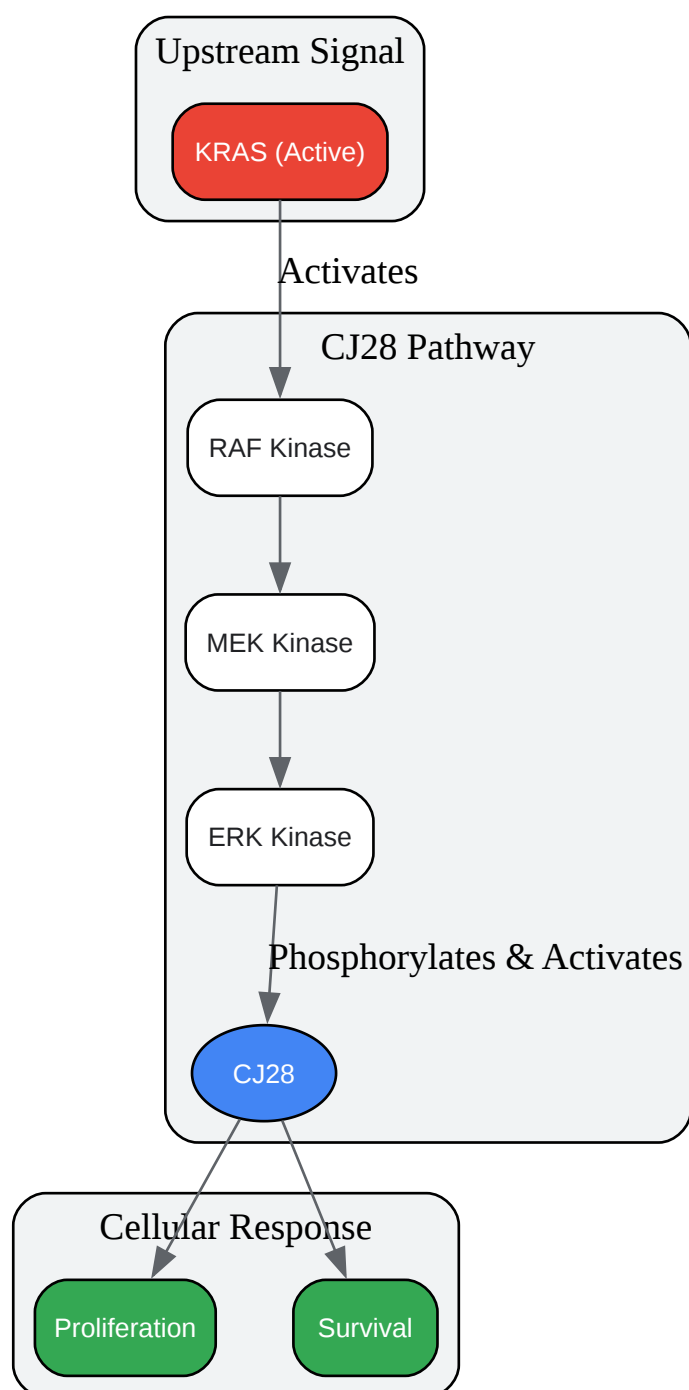 Upstream Signal
KRAS (Active)
Activates
CJ28 Pathway
RAF Kinase
MEK Kinase
ERK Kinase
Phosphorylates & Activates
CJ28
Cellular Response
Proliferation
Survival